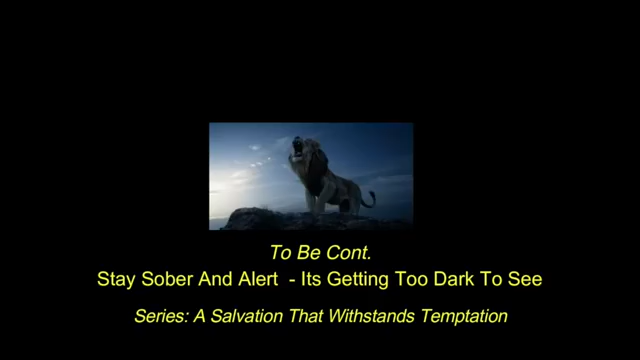 To Be Cont.
Stay Sober And Alert  - Its Getting Too Dark To See
Series: A Salvation That Withstands Temptation